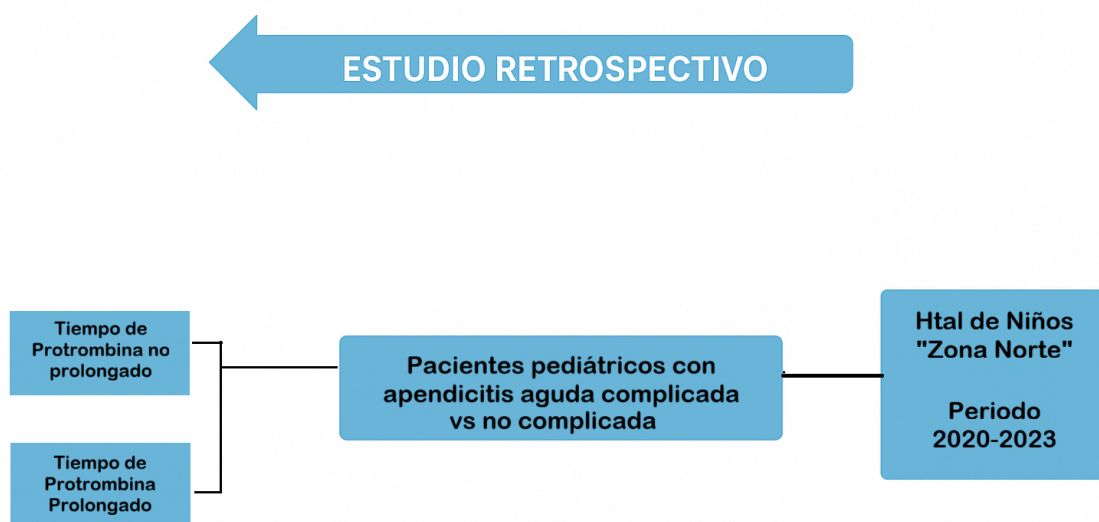 ESTUDIO RETROSPECTIVO
Tiempo de
Protrombina no
prolongado
Tiempo de
Protrombina
Prolongado
Pacientes pediátricos con
apendicitis aguda complicada
vs no complicada
Htal de Niños
"Zona Norte"
Periodo
2020-2023